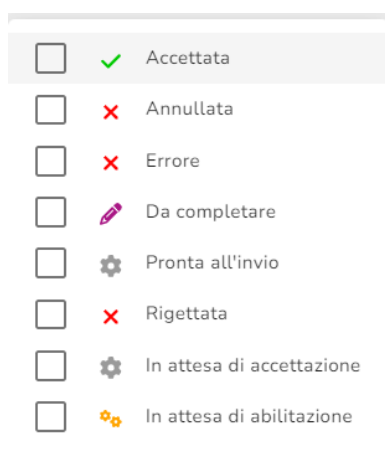 Accettata
Annullata
Errore
Da completare
Pronta all'invio
Rigettata
In attesa di accettazione
In attesa di abilitazione